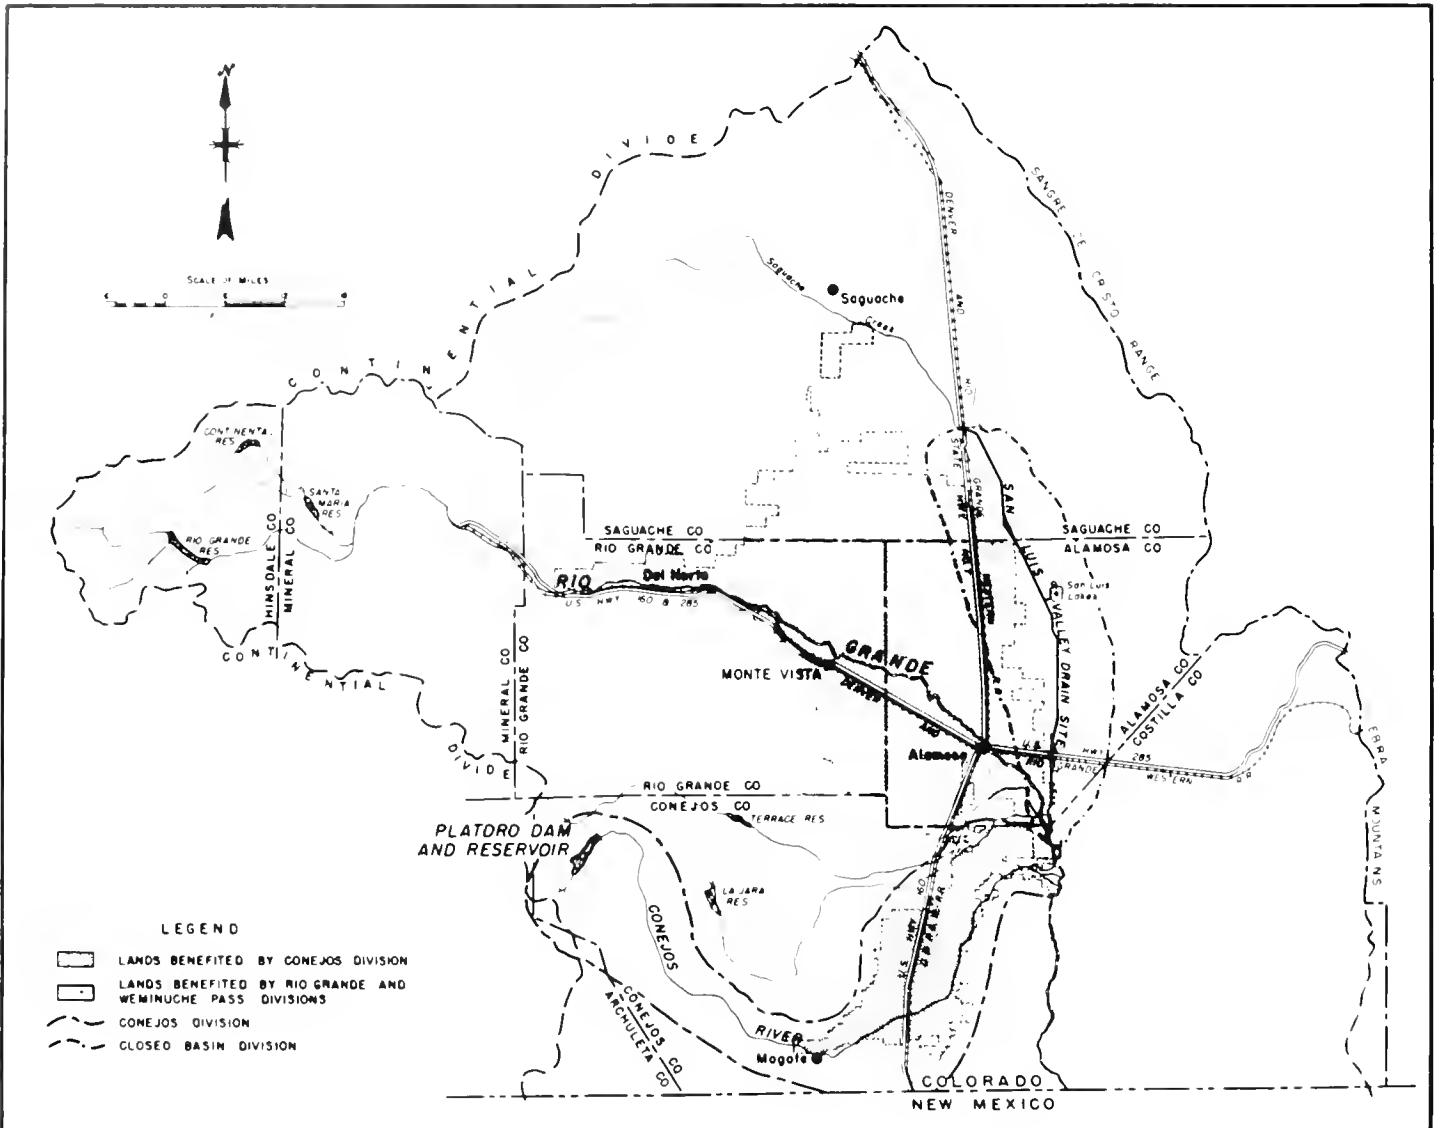 N
SCALE OF MILES
CONTINENTAL DIVIDE
SANGRE DE CRISTO RANGE
DENVER AND RIO GRANDE WESTERN
Saguache Creek
Saguache
CONTINENTA
RES
SANTA
MARIA
RES
RIO GRANDE
RES
HINSDALE CO
MINERAL CO
STATE HWY
SAN LUIS VALLEY DRAIN SITE
SAGUACHE CO
RIO GRANDE CO
SAGUACHE CO
ALAMOSA CO
San Luis
Lakes
RIO GRANDE
Del Norte
U.S. HWY 160 & 285
MONTE VISTA
DENVER AND
Alamosa
U.S. HWY 285
RIO GRANDE WESTERN R R
ALAMOSA CO
COSTILLA CO
CONTINENTIAL DIVIDE
MINERAL CO
RIO GRANDE CO
RIO GRANDE CO
CONEJOS CO
PLATORO DAM
AND RESERVOIR
TERRACE RES
LA JARA
RES
CONEJOS RIVER
Mogote
CONEJOS CO
ARCHULETA CO
MOUNTAINS
COLORADO
NEW MEXICO
LEGEND
LANDS BENEFITED BY CONEJOS DIVISION
LANDS BENEFITED BY RIO GRANDE AND
WEMINUCHE PASS DIVISIONS
CONEJOS DIVISION
CLOSED BASIN DIVISION